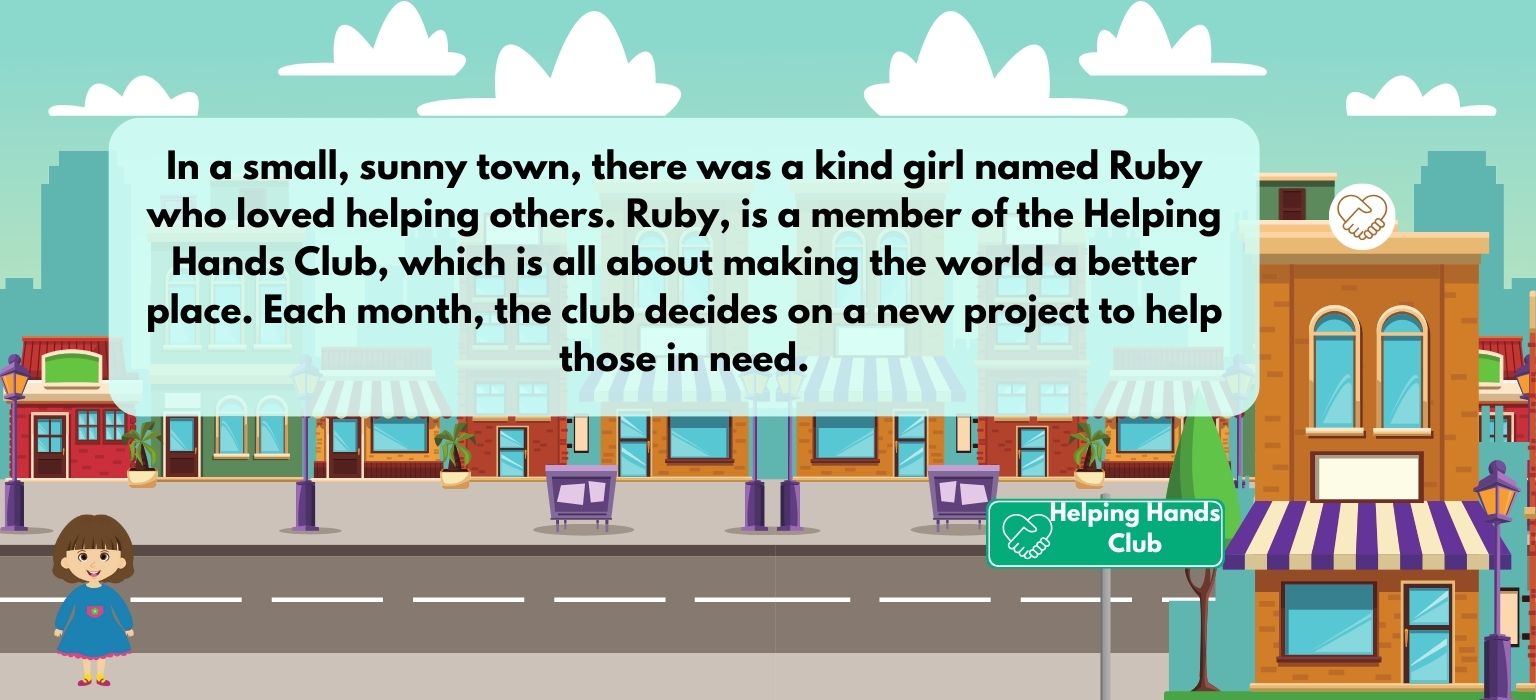 In a small, sunny town, there was a kind girl named Ruby
who loved helping others. Ruby, is a member of the Helping
Hands Club, which is all about making the world a better
place. Each month, the club decides on a new project to help
those in need.
Helping Hands
Club